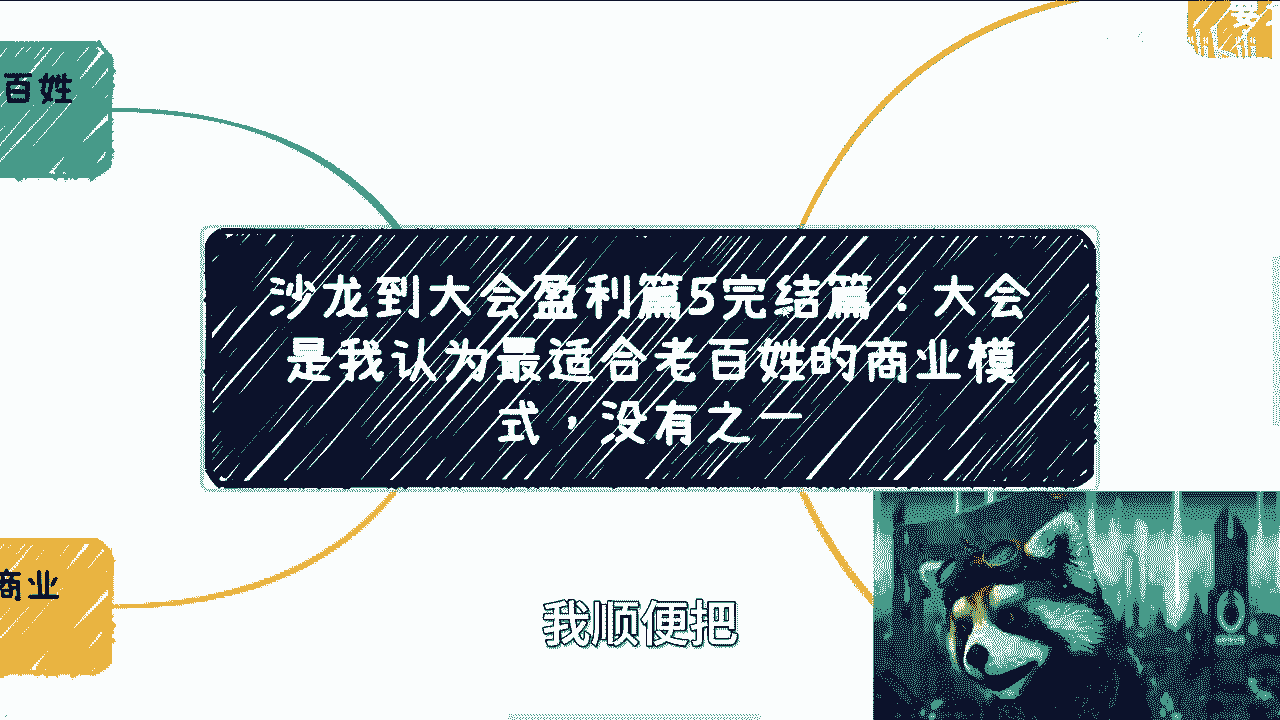 百姓
沙龙到大会盈利篇5完结篇：大会
是我认为最适合老百姓的商业模
式，没有之一
商业
我顺便把